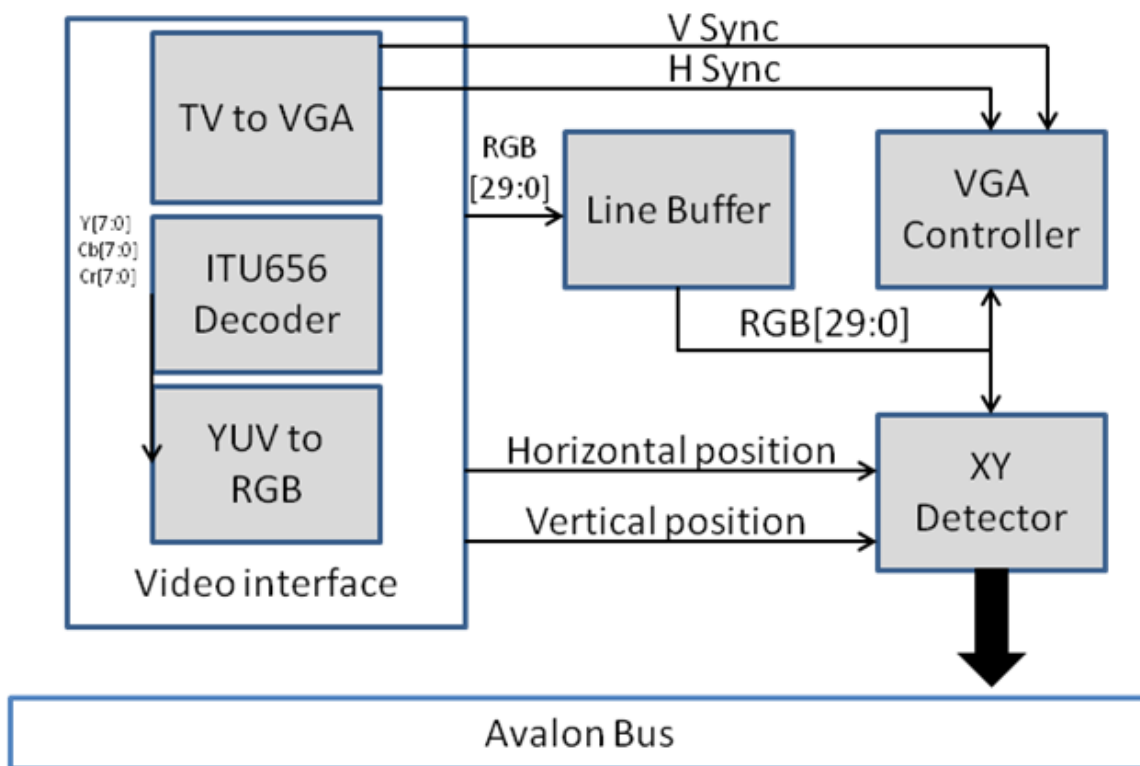 V Sync
H Sync
TV to VGA
RGB
[29:0]
Line Buffer
VGA
Controller
Y[7:0]
Cb[7:0]
Cr[7:0]
ITU656
Decoder
RGB[29:0]
YUV to
RGB
Horizontal position
Vertical position
XY
Detector
Video interface
Avalon Bus